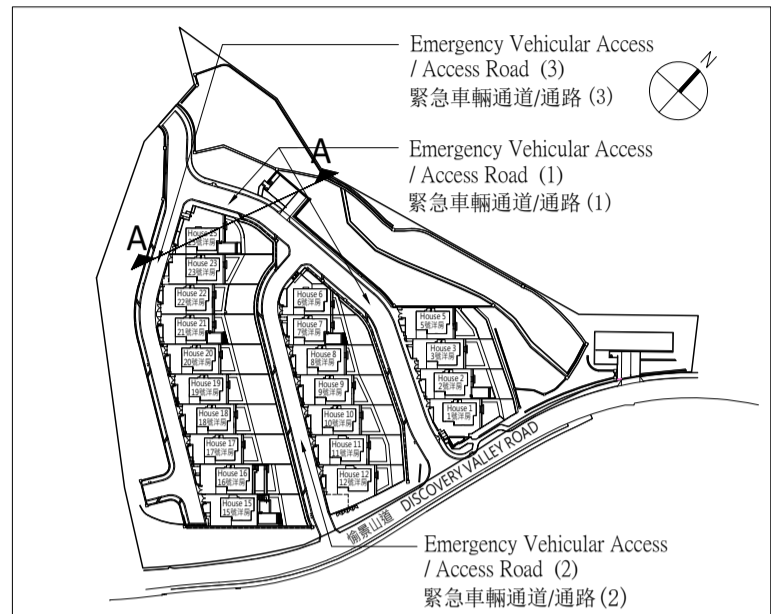 Emergency Vehicular Access
/ Access Road (3)
緊急車輛通道/通路 (3)
N
Emergency Vehicular Access
/ Access Road (1)
緊急車輛通道/通路 (1)
A
A
House 25
25號洋房
House 23
23號洋房
House 22
22號洋房
House 21
21號洋房
House 20
20號洋房
House 19
19號洋房
House 18
18號洋房
House 17
17號洋房
House 16
16號洋房
House 15
15號洋房
House 6
6號洋房
House 7
7號洋房
House 8
8號洋房
House 9
9號洋房
House 10
10號洋房
House 11
11號洋房
House 12
12號洋房
House 5
5號洋房
House 3
3號洋房
House 2
2號洋房
House 1
1號洋房
愉景山道 DISCOVERY VALLEY ROAD
Emergency Vehicular Access
/ Access Road (2)
緊急車輛通道/通路 (2)